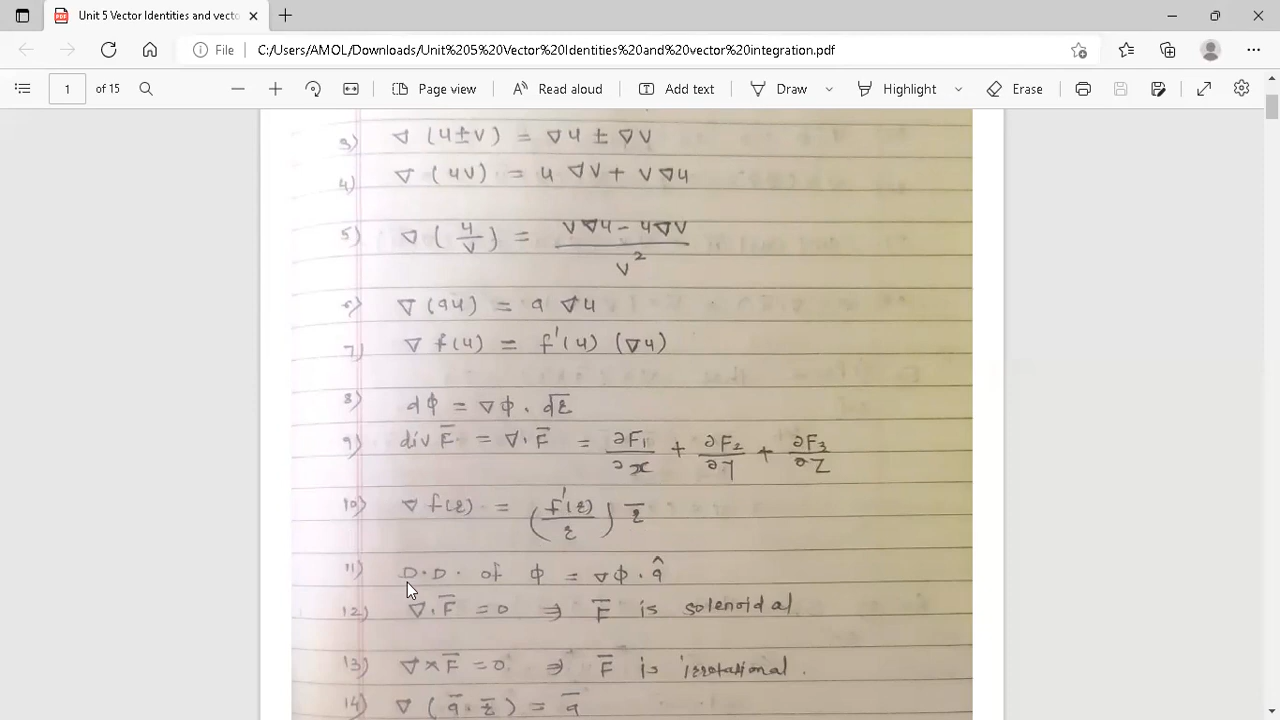 Unit 5 Vector Identities and vecto
File C:/Users/AMOL/Downloads/Unit%205%20Vector%20Identities%20and%20vector%20integration.pdf
1 of 15 Page view Read aloud Add text Draw Highlight Erase
3) ∇ (u±v) = ∇u ± ∇v
4) ∇ (uv) = u ∇v + v∇u
5) ∇ (u/v) = (v∇u - u∇v)/v²
6) ∇ (au) = a ∇u
7) ∇ f(u) = f'(u) (∇u)
8) dΦ = ∇Φ . dr̅
9) div F̅ = ∇. F̅ = ∂F₁/∂x + ∂F₂/∂y + ∂F₃/∂z
10) ∇ f(r) = (f'(r)/r) r̅
11) D.D. of Φ = ∇Φ . â
12) ∇. F̅ = 0 ⇒ F̅ is solenoidal
13) ∇×F̅ = 0 ⇒ F̅ is irrotational.
14) ∇ (a̅ . r̅) = a̅